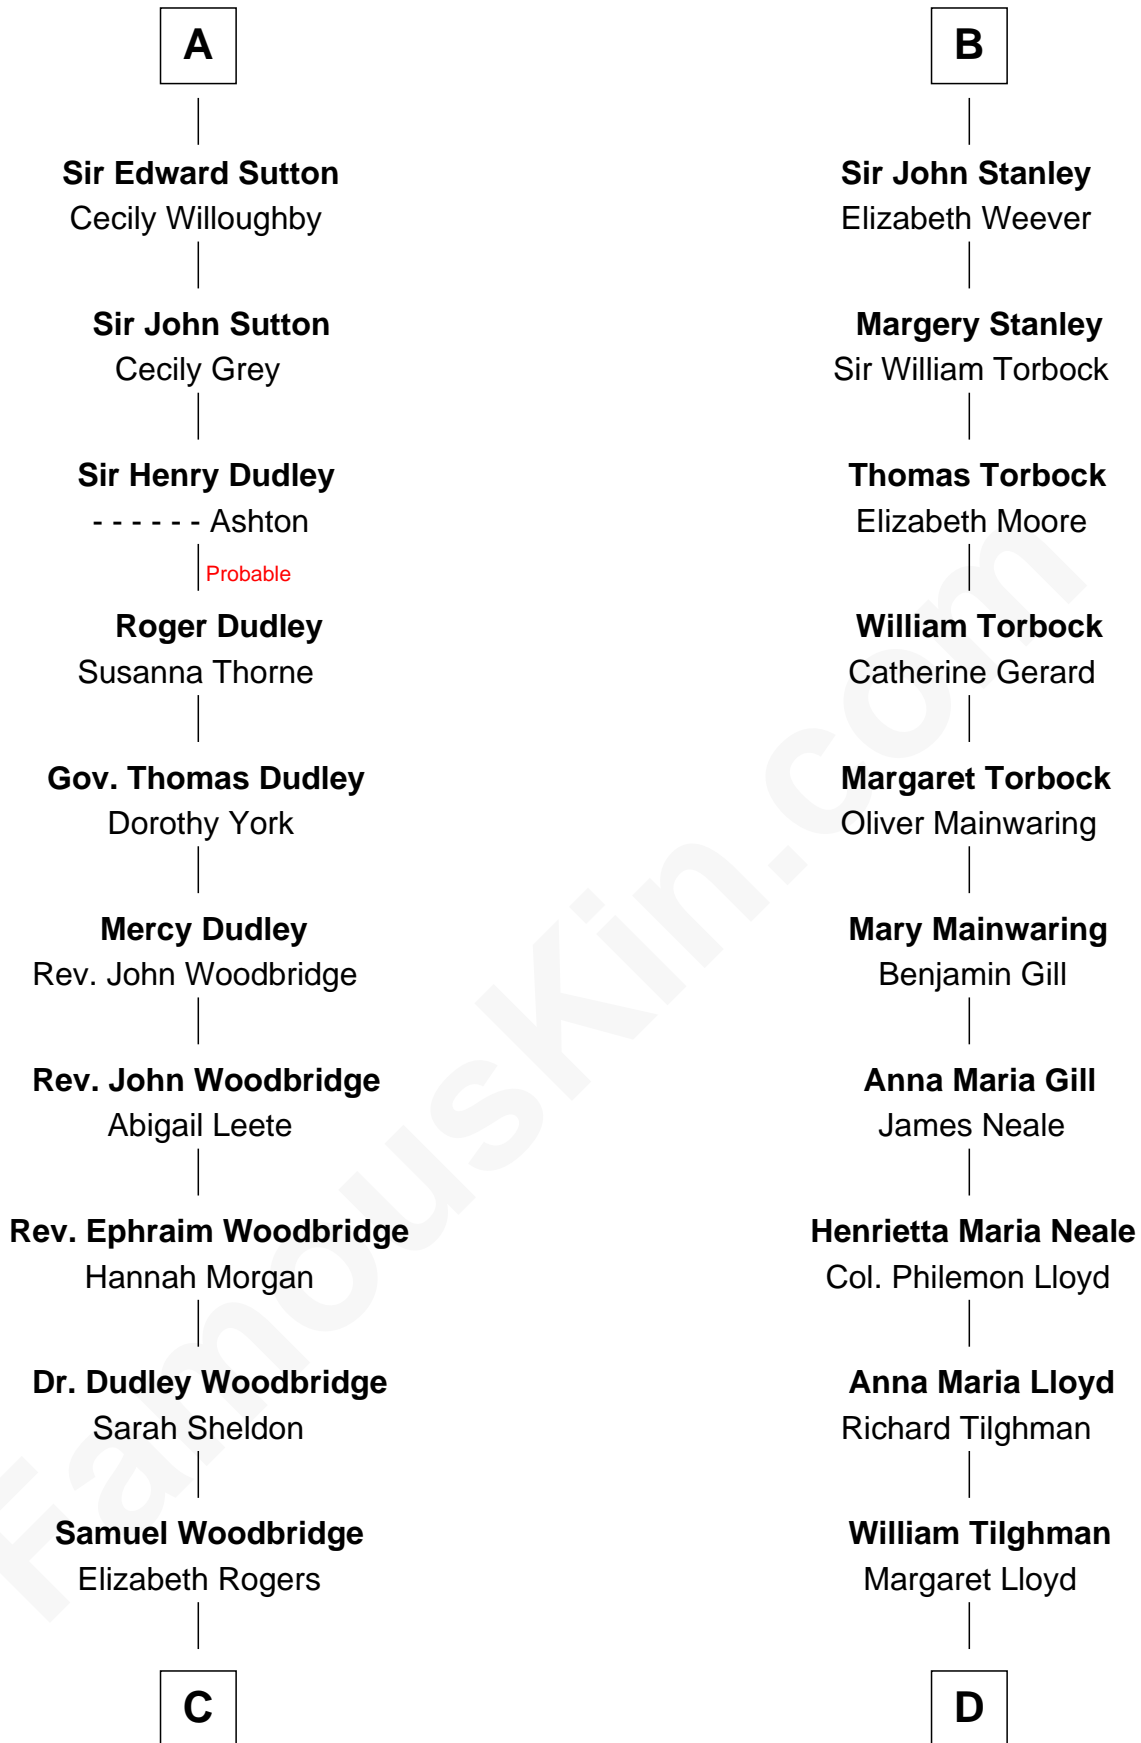 A
Sir Edward Sutton
Cecily Willoughby
Sir John Sutton
Cecily Grey
Sir Henry Dudley
- - - - - - Ashton
Probable
Roger Dudley
Susanna Thorne
Gov. Thomas Dudley
Dorothy York
Mercy Dudley
Rev. John Woodbridge
Rev. John Woodbridge
Abigail Leete
Rev. Ephraim Woodbridge
Hannah Morgan
Dr. Dudley Woodbridge
Sarah Sheldon
Samuel Woodbridge
Elizabeth Rogers
C
B
Sir John Stanley
Elizabeth Weever
Margery Stanley
Sir William Torbock
Thomas Torbock
Elizabeth Moore
William Torbock
Catherine Gerard
Margaret Torbock
Oliver Mainwaring
Mary Mainwaring
Benjamin Gill
Anna Maria Gill
James Neale
Henrietta Maria Neale
Col. Philemon Lloyd
Anna Maria Lloyd
Richard Tilghman
William Tilghman
Margaret Lloyd
D
FamousKin.com